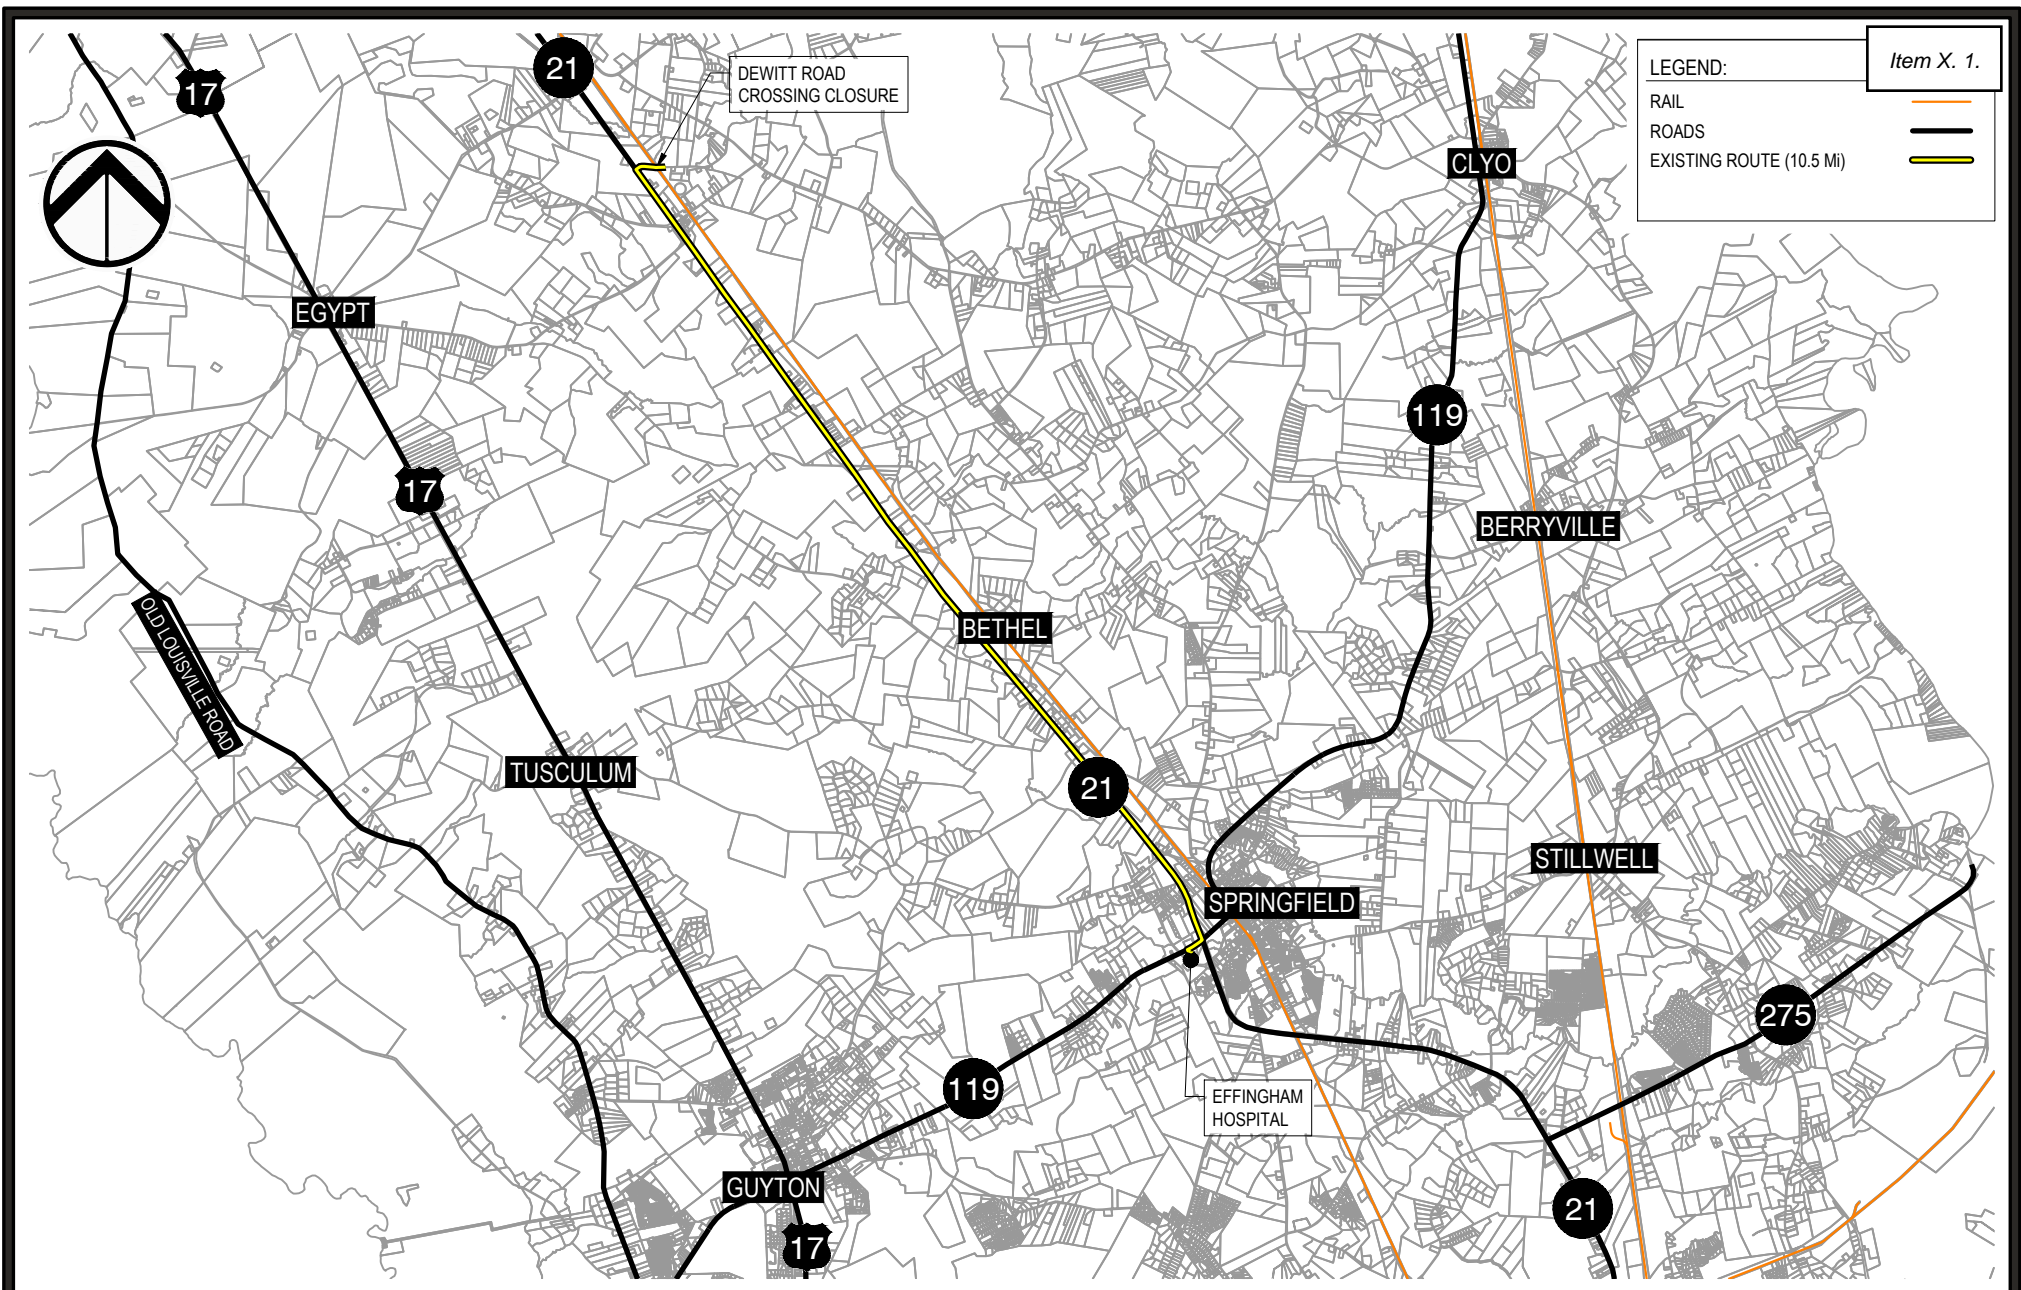 21
17
DEWITT ROAD
CROSSING CLOSURE
Item X. 1.
LEGEND:
RAIL
ROADS
EXISTING ROUTE (10.5 Mi)
CLYO
EGYPT
119
17
BERRYVILLE
OLD LOUISVILLE ROAD
BETHEL
TUSCULUM
21
STILLWELL
SPRINGFIELD
275
119
EFFINGHAM
HOSPITAL
GUYTON
21
17